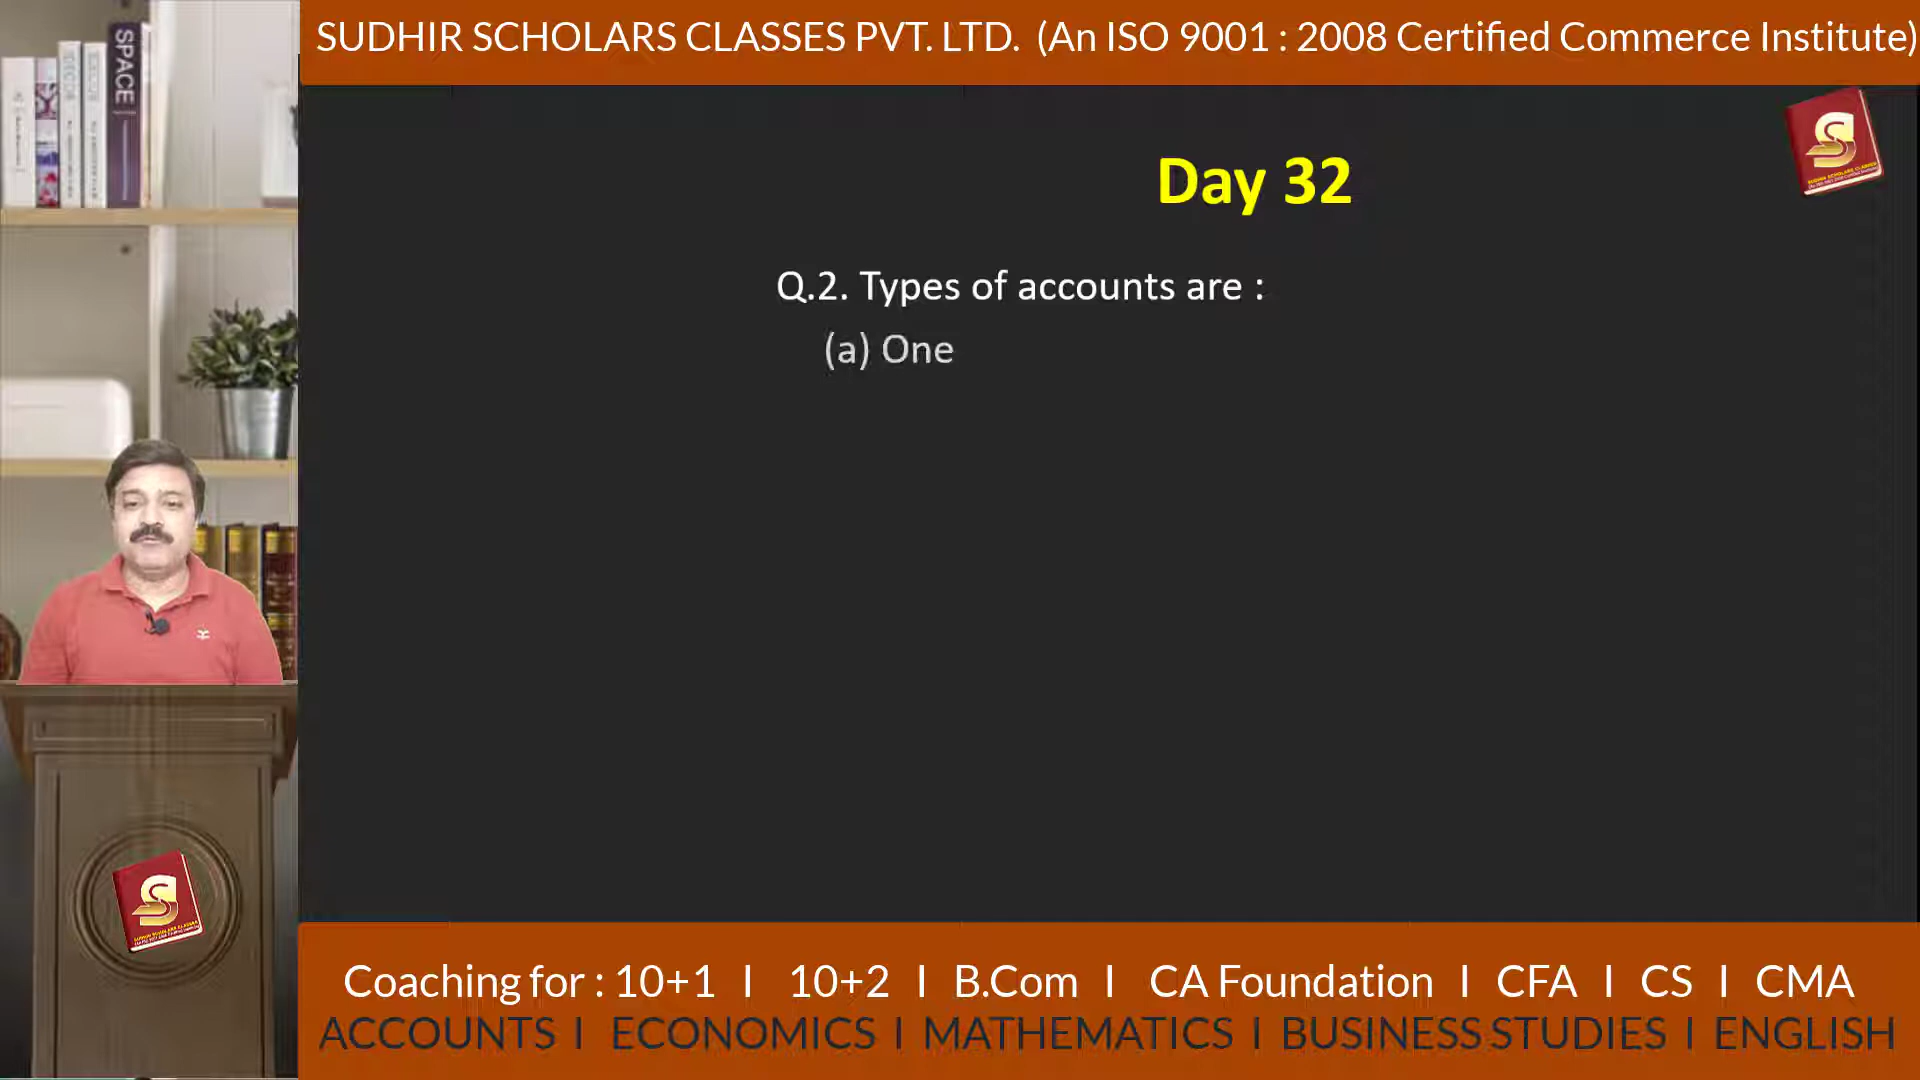 SUDHIR SCHOLARS CLASSES PVT. LTD. (An ISO 9001 : 2008 Certified Commerce Institute)
SPACE
Day 32
Q.2. Types of accounts are :
(a) One
Coaching for : 10+1 I 10+2 I B.Com I CA Foundation I CFA I CS I CMA
ACCOUNTS I ECONOMICS I MATHEMATICS I BUSINESS STUDIES I ENGLISH